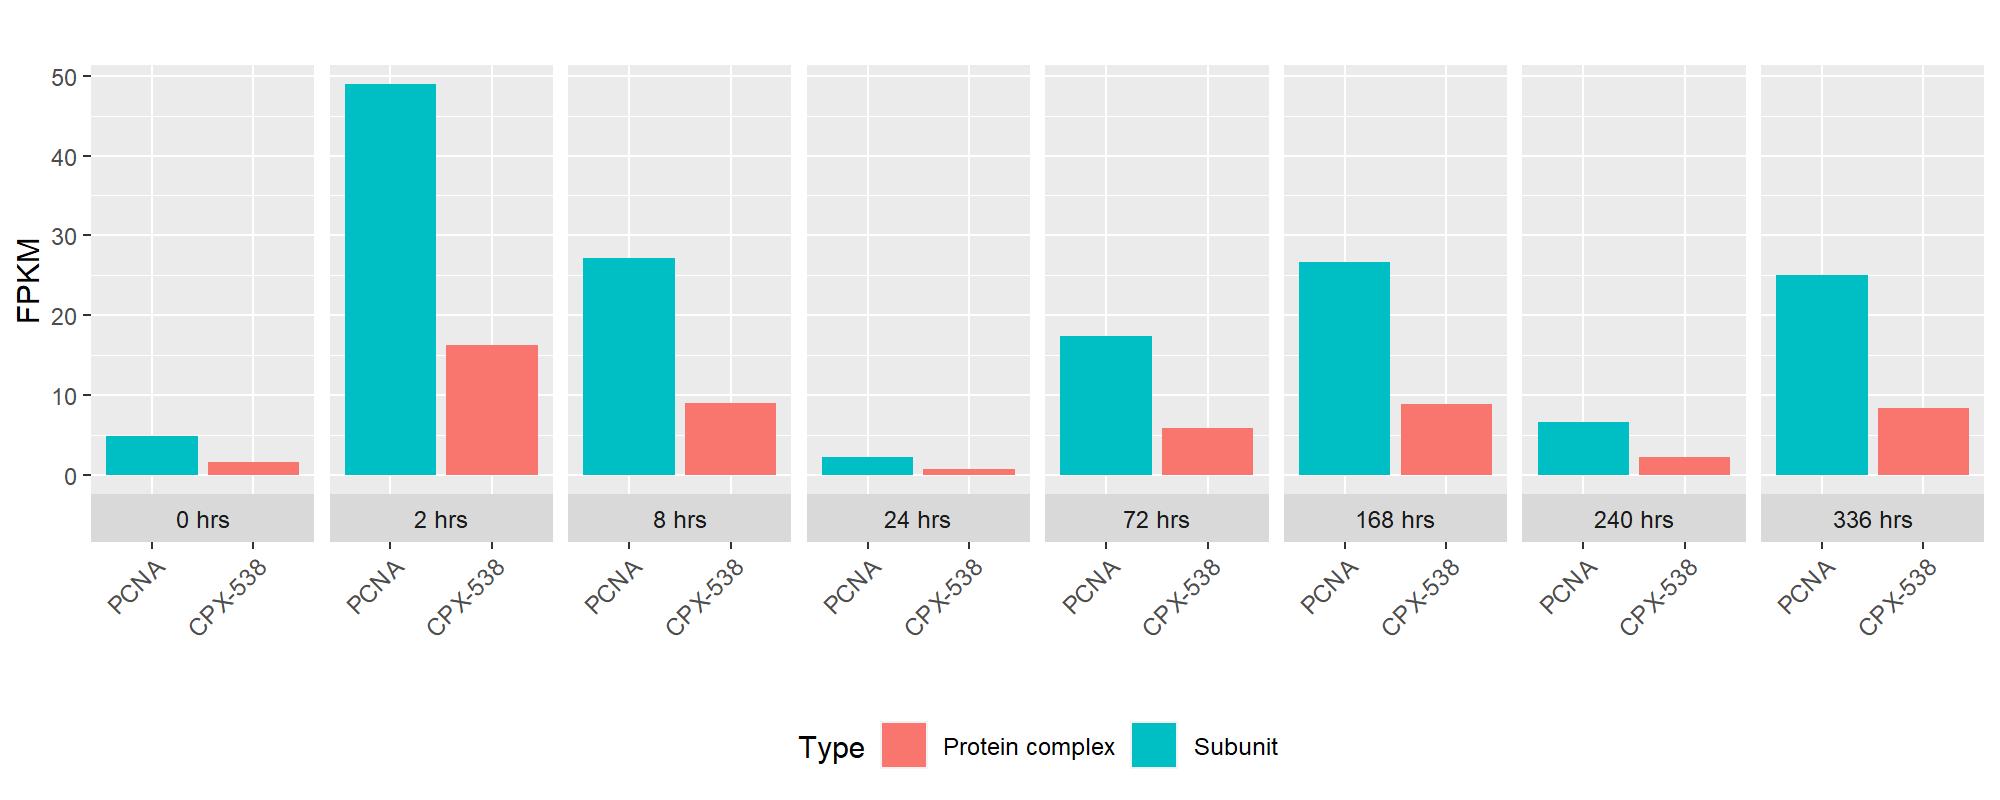 FPKM
50
40
30
20
10
0
0 hrs 2 hrs 8 hrs 24 hrs 72 hrs 168 hrs 240 hrs 336 hrs
PCNA CPX-538 PCNA CPX-538 PCNA CPX-538 PCNA CPX-538 PCNA CPX-538 PCNA CPX-538 PCNA CPX-538 PCNA CPX-538
Type Protein complex Subunit